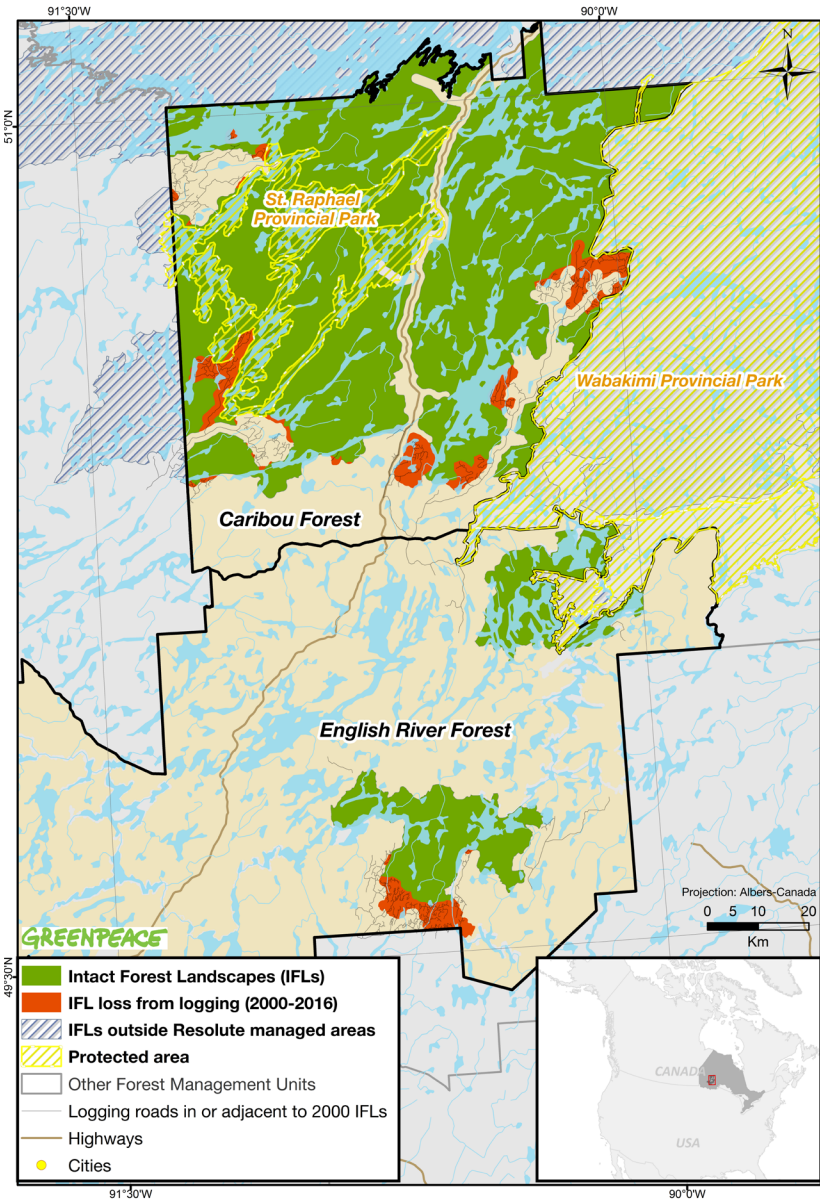 91°30'W
90°0'W
N
51°0'N
St. Raphael
Provincial Park
Wabakimi Provincial Park
Caribou Forest
English River Forest
Projection: Albers-Canada
0 5 10 20
Km
GREENPEACE
49°30'N
Intact Forest Landscapes (IFLs)
IFL loss from logging (2000-2016)
IFLs outside Resolute managed areas
Protected area
Other Forest Management Units
Logging roads in or adjacent to 2000 IFLs
Highways
Cities
CANADA
USA
91°30'W
90°0'W